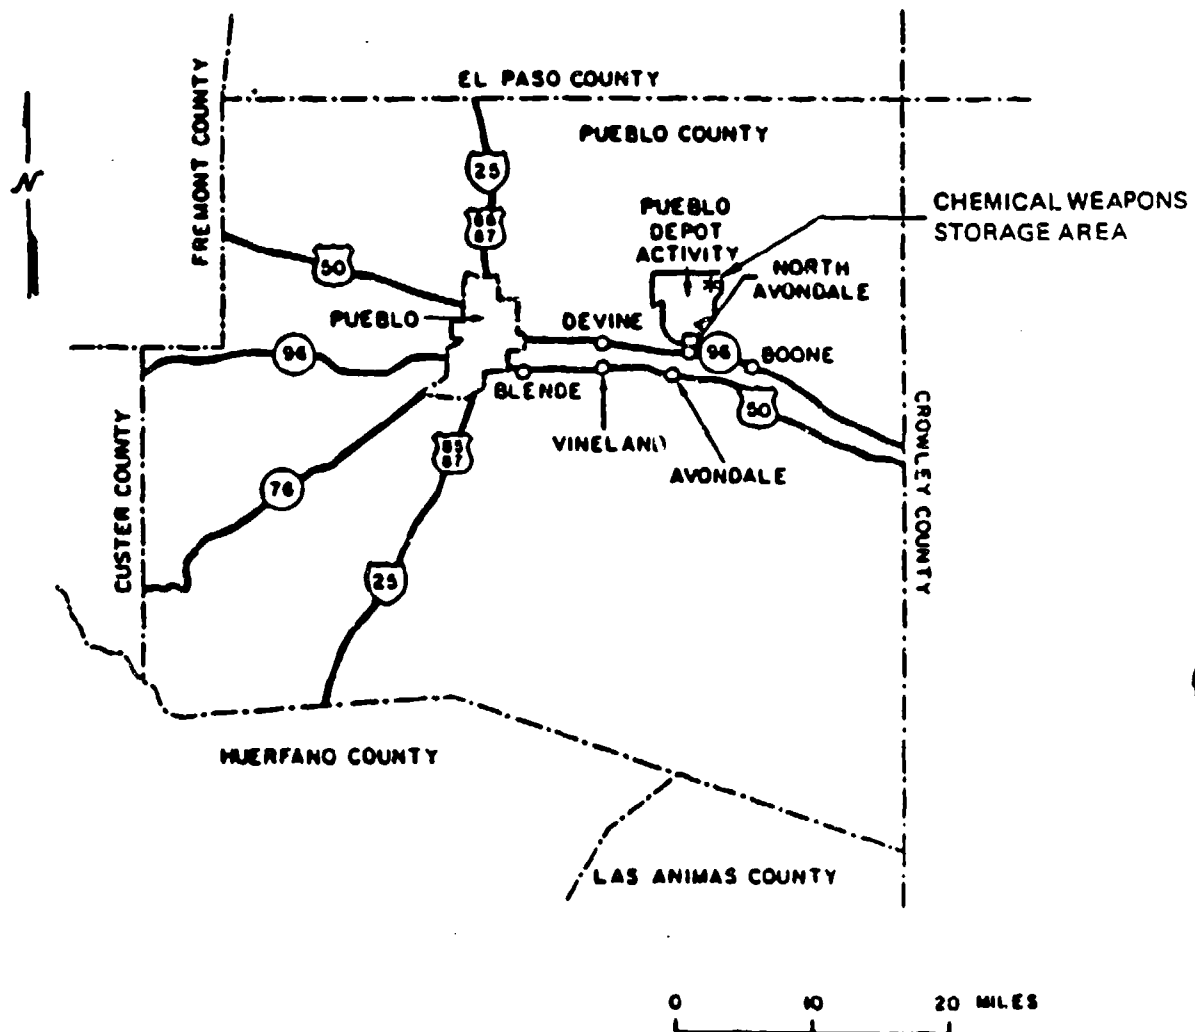 EL PASO COUNTY
FREMONT COUNTY
PUEBLO COUNTY
N
25
87
PUEBLO
DEPOT
ACTIVITY
CHEMICAL WEAPONS
STORAGE AREA
NORTH
AVONDALE
50
PUEBLO
DEVINE
96
96
BOONE
BLENDE
50
VINELAND
AVONDALE
85
87
76
CUSTER COUNTY
CROWLEY COUNTY
25
HUERFANO COUNTY
LAS ANIMAS COUNTY
0 10 20 MILES